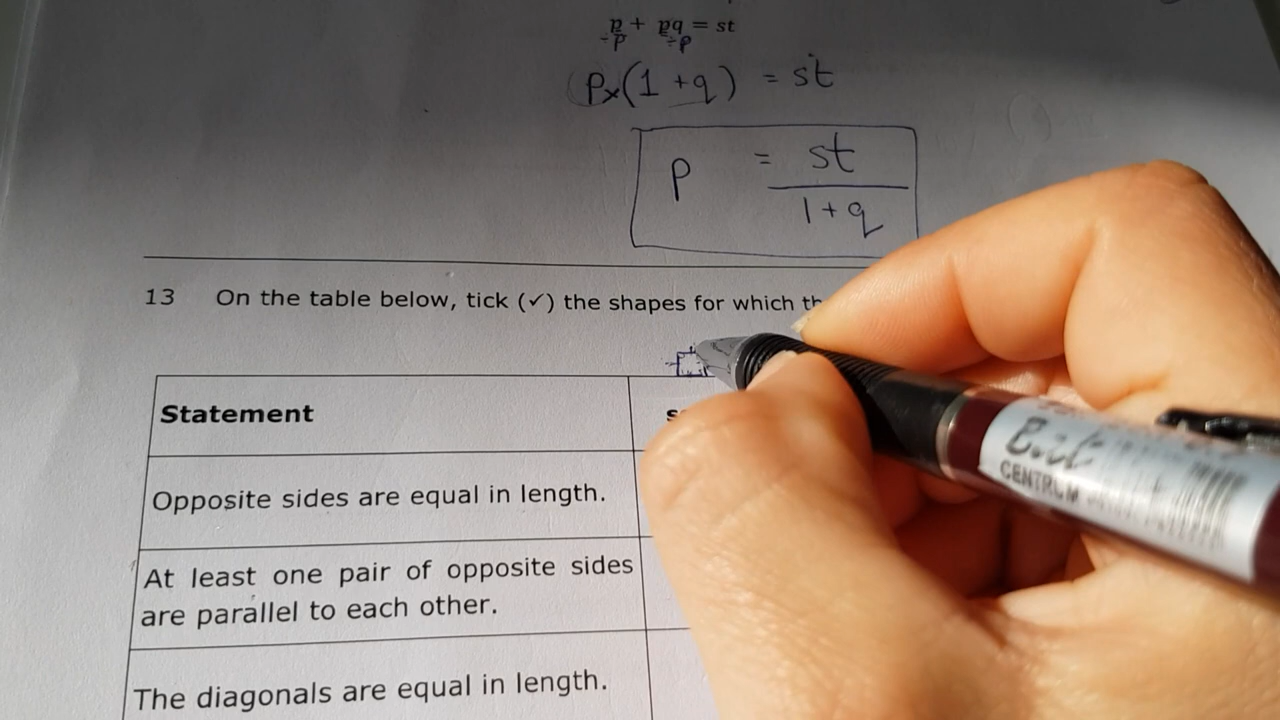 p + pq = st
÷p ÷p
p×(1 + q) = st
p = st
1 + q
13 On the table below, tick (✓) the shapes for which
Statement
Opposite sides are equal in length.
At least one pair of opposite sides
are parallel to each other.
The diagonals are equal in length.
CENTRUM